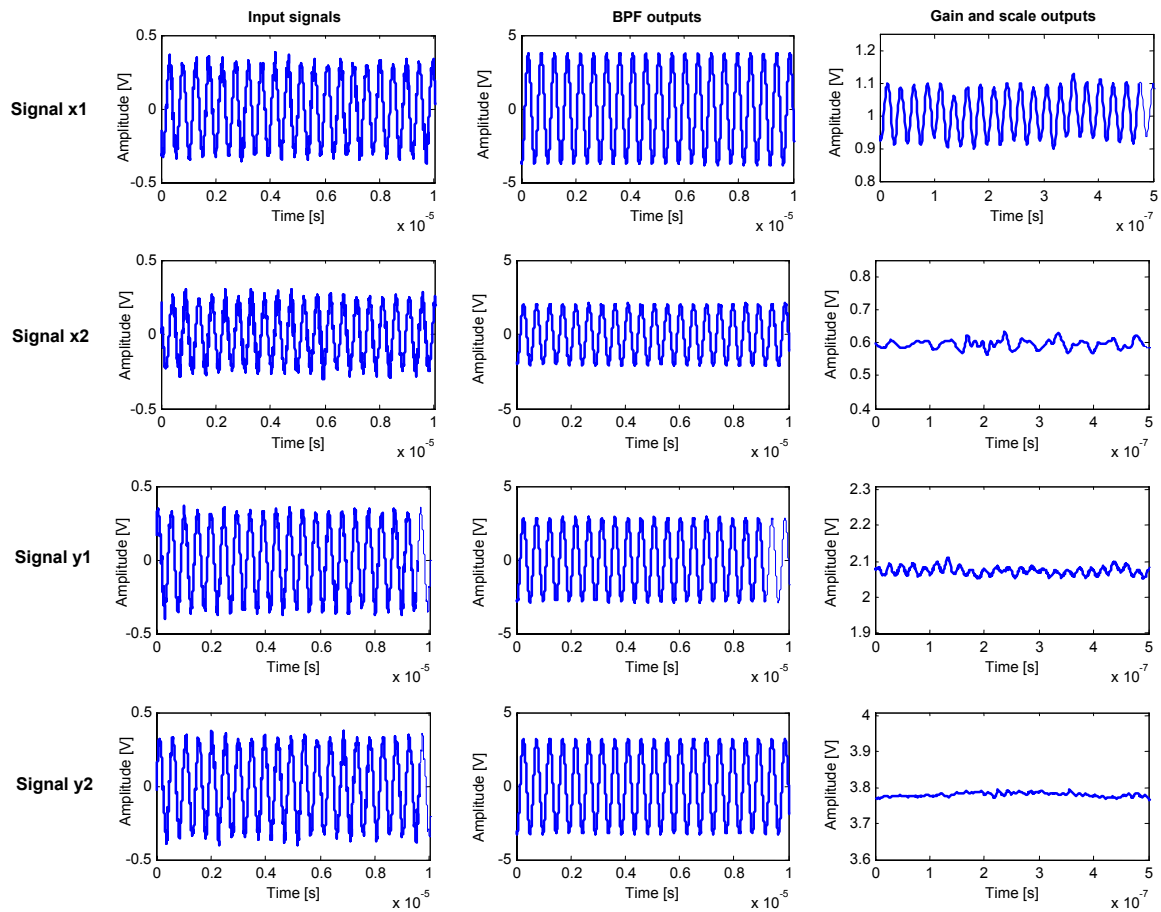 Input signals
BPF outputs
Gain and scale outputs
Signal x1
Amplitude [V]
0.5
0
-0.5
0 0.2 0.4 0.6 0.8 1
Time [s]
x 10-5
Amplitude [V]
5
0
-5
0 0.2 0.4 0.6 0.8 1
Time [s]
x 10-5
Amplitude [V]
1.2
1.1
1
0.9
0.8
0 1 2 3 4 5
Time [s]
x 10-7
Signal x2
Amplitude [V]
0.5
0
-0.5
0 0.2 0.4 0.6 0.8 1
Time [s]
x 10-5
Amplitude [V]
5
0
-5
0 0.2 0.4 0.6 0.8 1
Time [s]
x 10-5
Amplitude [V]
0.8
0.7
0.6
0.5
0.4
0 1 2 3 4 5
Time [s]
x 10-7
Signal y1
Amplitude [V]
0.5
0
-0.5
0 0.2 0.4 0.6 0.8 1
Time [s]
x 10-5
Amplitude [V]
5
0
-5
0 0.2 0.4 0.6 0.8 1
Time [s]
x 10-5
Amplitude [V]
2.3
2.2
2.1
2
1.9
0 1 2 3 4 5
Time [s]
x 10-7
Signal y2
Amplitude [V]
0.5
0
-0.5
0 0.2 0.4 0.6 0.8 1
Time [s]
x 10-5
Amplitude [V]
5
0
-5
0 0.2 0.4 0.6 0.8 1
Time [s]
x 10-5
Amplitude [V]
4
3.9
3.8
3.7
3.6
0 1 2 3 4 5
Time [s]
x 10-7